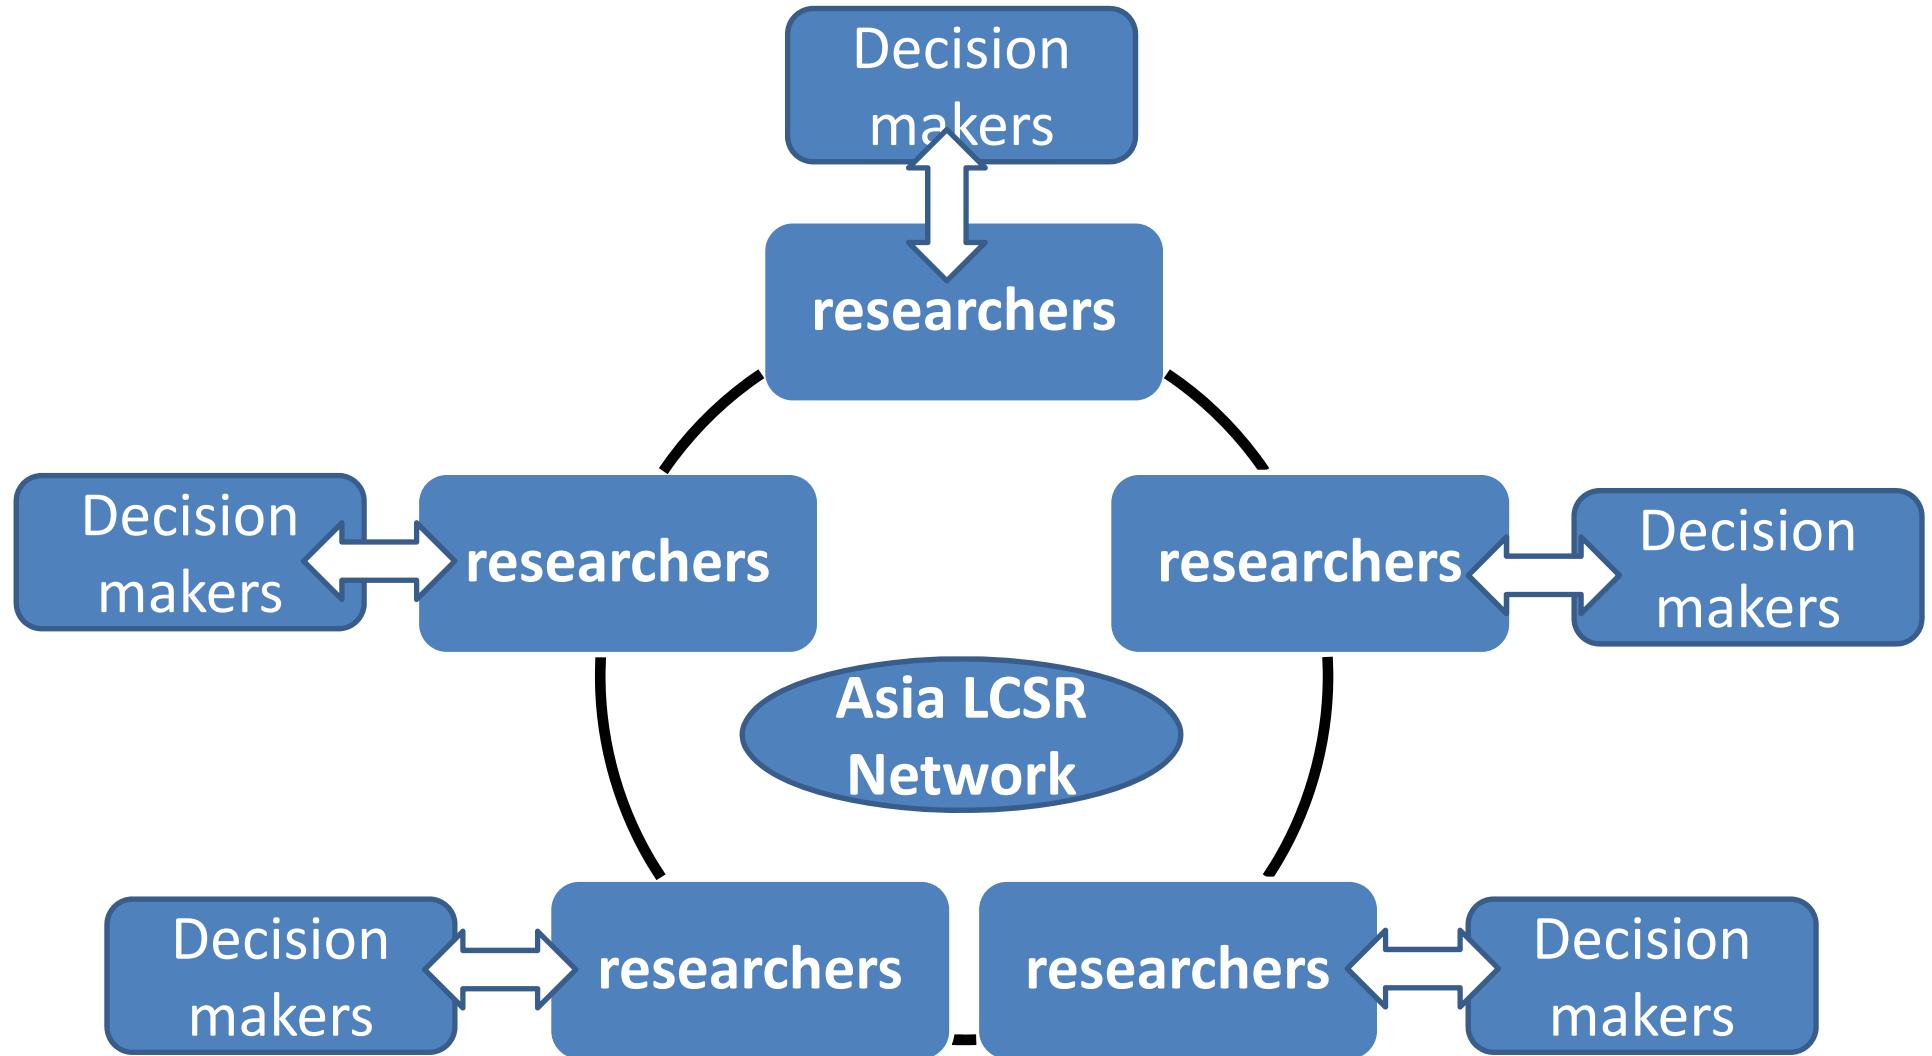 Decision
makers
researchers
Decision
makers
researchers
researchers
Decision
makers
Asia LCSR
Network
Decision
makers
researchers
researchers
Decision
makers